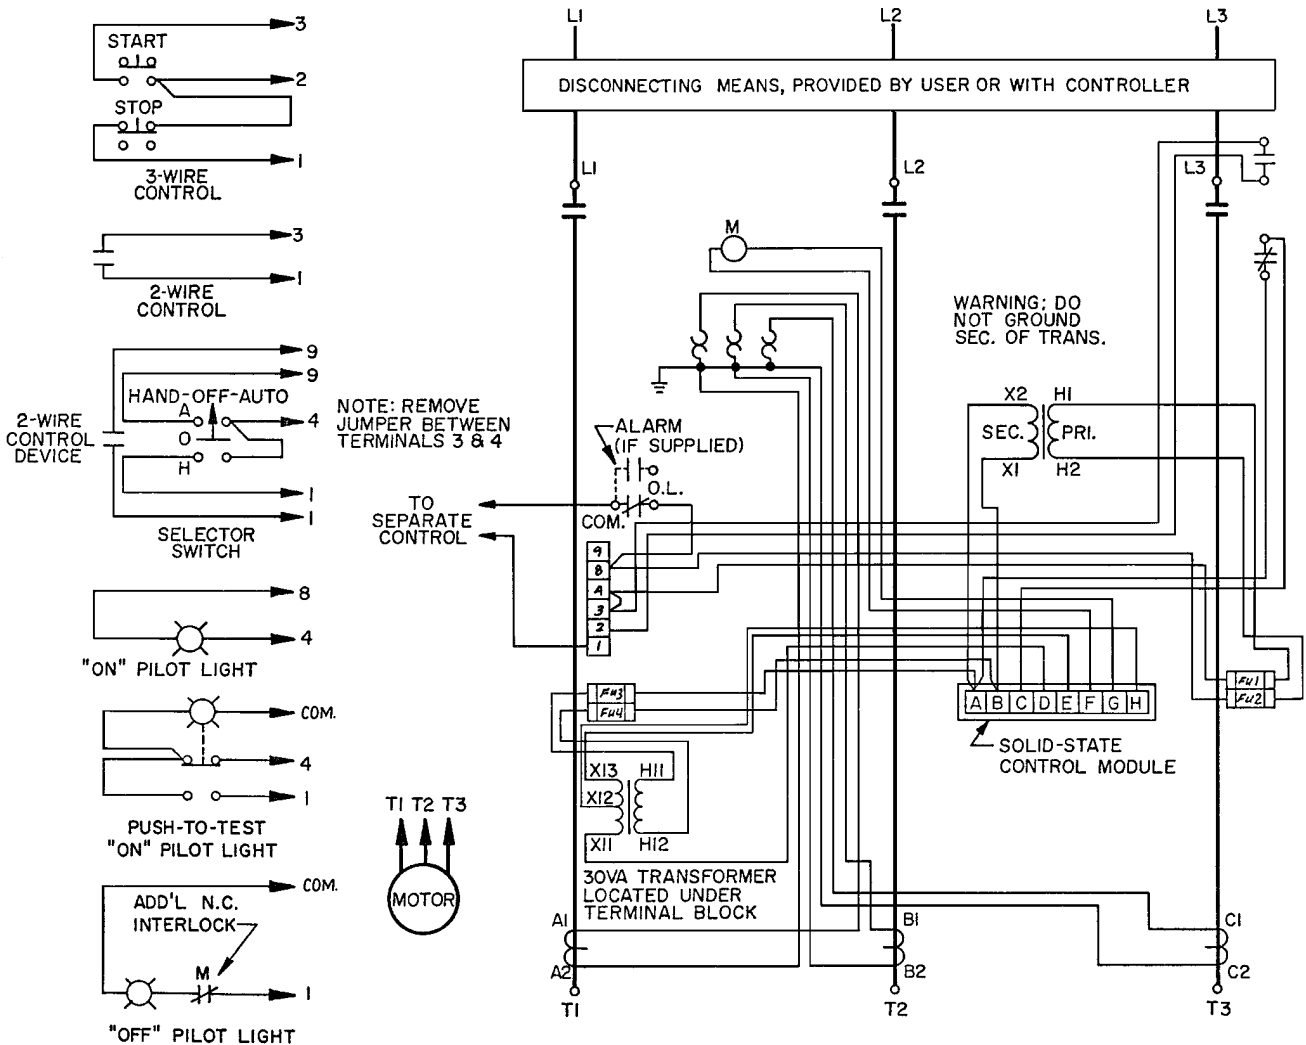 3
START
2
STOP
1
3-WIRE
CONTROL
3
1
2-WIRE
CONTROL
9
9
HAND-OFF-AUTO
A
4
O
H
2-WIRE
CONTROL
DEVICE
1
1
SELECTOR
SWITCH
NOTE: REMOVE
JUMPER BETWEEN
TERMINALS 3 & 4
8
4
"ON" PILOT LIGHT
COM.
4
1
PUSH-TO-TEST
"ON" PILOT LIGHT
COM.
ADD'L N.C.
INTERLOCK
M
1
"OFF" PILOT LIGHT
T1 T2 T3
MOTOR
L1
L2
L3
DISCONNECTING MEANS, PROVIDED BY USER OR WITH CONTROLLER
L1
L2
L3
M
WARNING: DO
NOT GROUND
SEC. OF TRANS.
X2 H1
SEC. PRI.
X1 H2
ALARM
(IF SUPPLIED)
O.L.
COM.
TO
SEPARATE
CONTROL
9
8
4
3
2
1
Fu3
Fu4
Fu1
Fu2
A B C D E F G H
SOLID-STATE
CONTROL MODULE
X13 H11
X12
X11 H12
30VA TRANSFORMER
LOCATED UNDER
TERMINAL BLOCK
A1
B1
C1
A2
B2
C2
T1
T2
T3